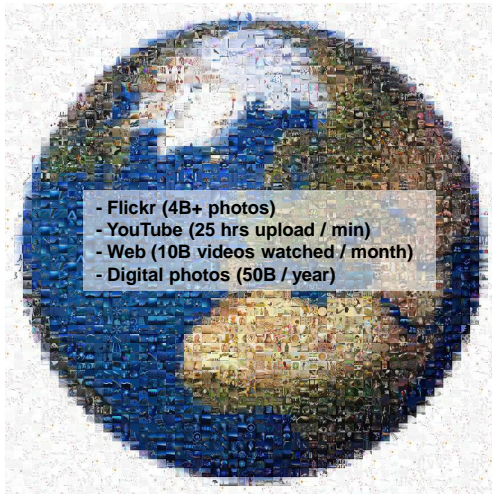 - Flickr (4B+ photos)
- YouTube (25 hrs upload / min)
- Web (10B videos watched / month)
- Digital photos (50B / year)